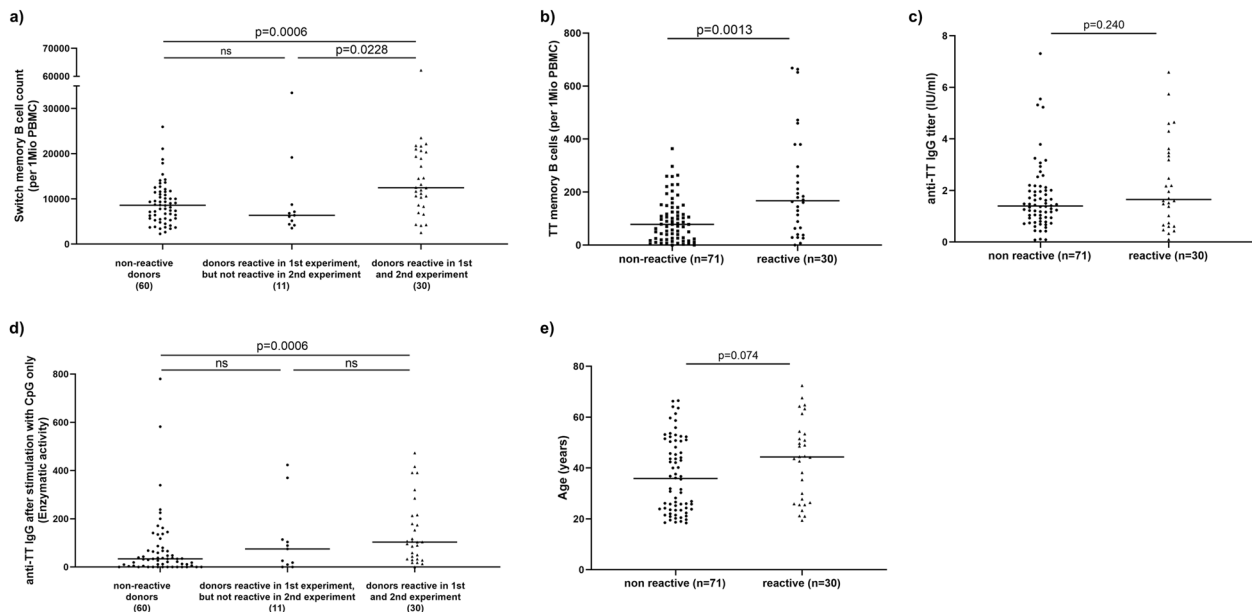 a)
p=0.0006
ns
p=0.0228
Switch memory B cell count
(per 1Mio PBMC)
70000
60000
30000
20000
10000
0
non-reactive
donors
(60)
donors reactive in 1st experiment,
but not reactive in 2nd experiment
(11)
donors reactive in 1st
and 2nd experiment
(30)
b)
p=0.0013
TT memory B cells (per 1Mio PBMC)
800
600
400
200
0
non-reactive (n=71)
reactive (n=30)
c)
p=0.240
anti-TT IgG titer (IU/ml)
8
6
4
2
0
non reactive (n=71)
reactive (n=30)
d)
p=0.0006
ns
ns
anti-TT IgG after stimulation with CpG only
(Enzymatic activity)
800
600
400
200
0
non-reactive
donors
(60)
donors reactive in 1st experiment,
but not reactive in 2nd experiment
(11)
donors reactive in 1st
and 2nd experiment
(30)
e)
p=0.074
Age (years)
80
60
40
20
0
non reactive (n=71)
reactive (n=30)